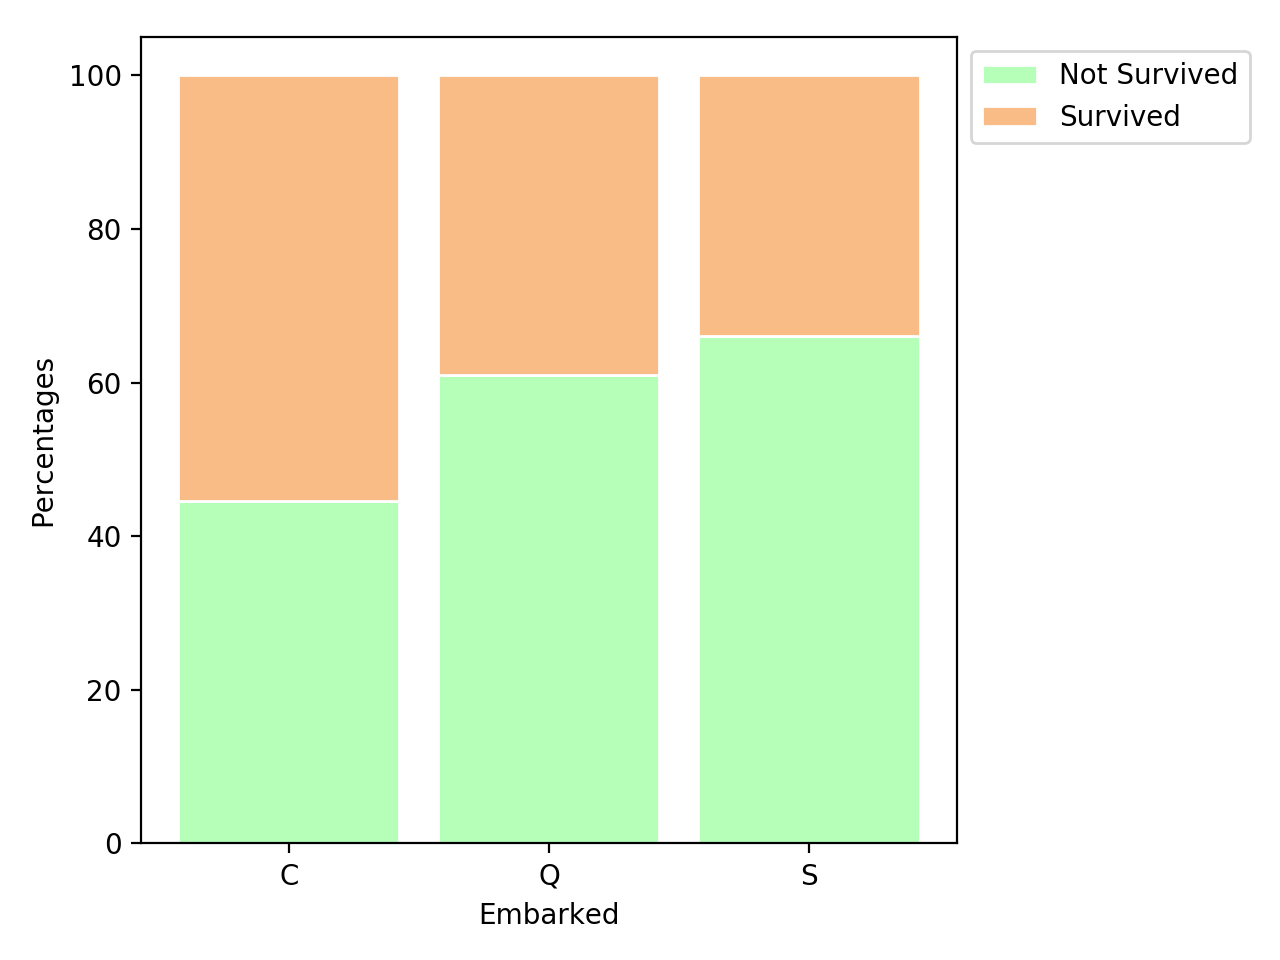 100
80
60
40
20
0
Percentages
C Q S
Embarked
Not Survived
Survived